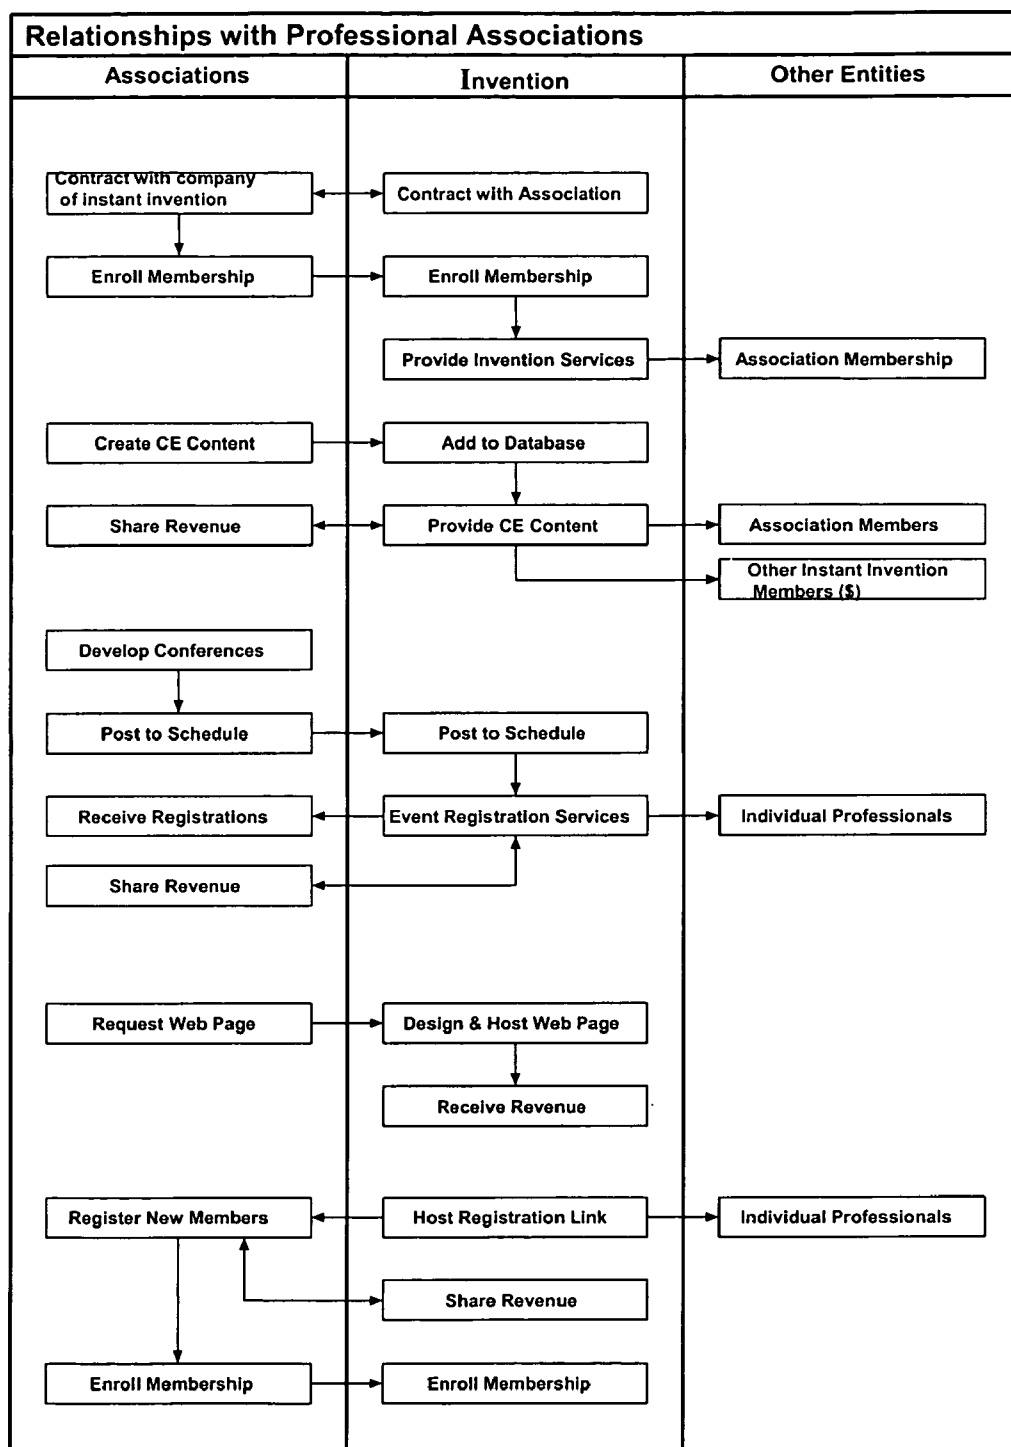 Relationships with Professional Associations
Associations
Invention
Other Entities
Contract with company
of instant invention
Contract with Association
Enroll Membership
Enroll Membership
Provide Invention Services
Association Membership
Create CE Content
Add to Database
Share Revenue
Provide CE Content
Association Members
Other Instant Invention
Members ($)
Develop Conferences
Post to Schedule
Post to Schedule
Receive Registrations
Event Registration Services
Individual Professionals
Share Revenue
Request Web Page
Design & Host Web Page
Receive Revenue
Register New Members
Host Registration Link
Individual Professionals
Share Revenue
Enroll Membership
Enroll Membership